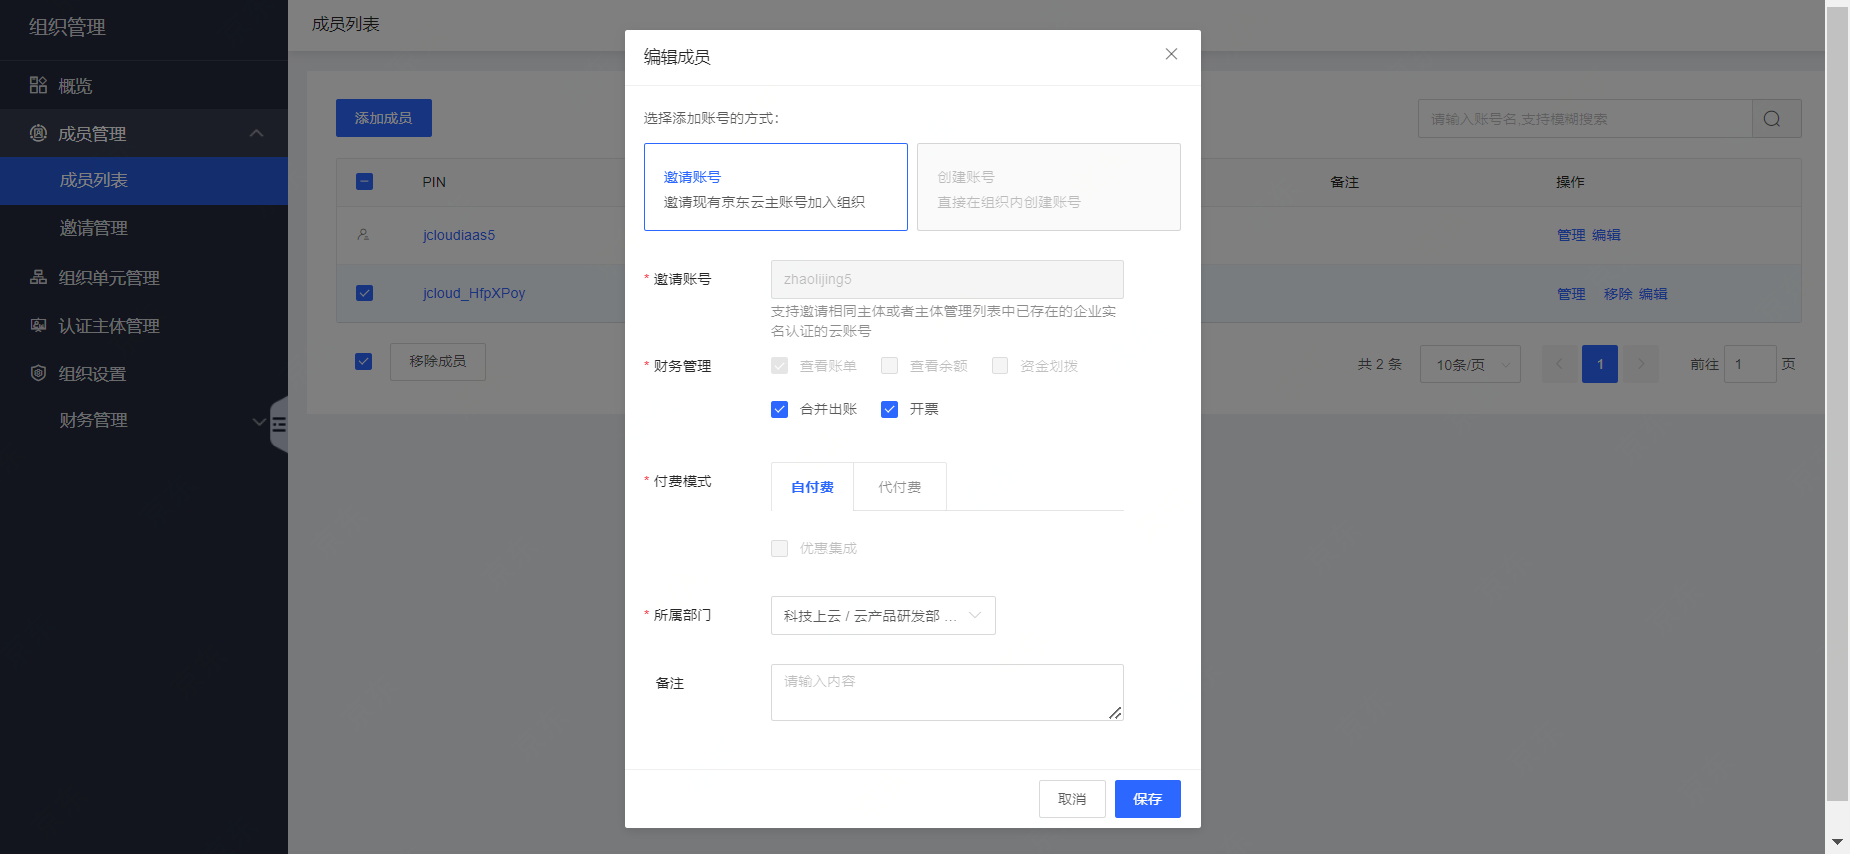 组织管理
概览
成员管理
成员列表
邀请管理
组织单元管理
认证主体管理
组织设置
财务管理
成员列表
添加成员
请输入账号名,支持模糊搜索
PIN
备注
操作
jcloudiaas5
管理 编辑
jcloud_HfpXPoy
管理 移除 编辑
移除成员
共 2 条
10条/页
1
前往 1 页
编辑成员
选择添加账号的方式：
邀请账号
邀请现有京东云主账号加入组织
创建账号
直接在组织内创建账号
* 邀请账号
zhaolijing5
支持邀请相同主体或者主体管理列表中已存在的企业实
名认证的云账号
* 财务管理
查看账单 查看余额 资金划拨
合并出账 开票
* 付费模式
自付费 代付费
优惠集成
* 所属部门
科技上云 / 云产品研发部 ...
备注
请输入内容
取消 保存